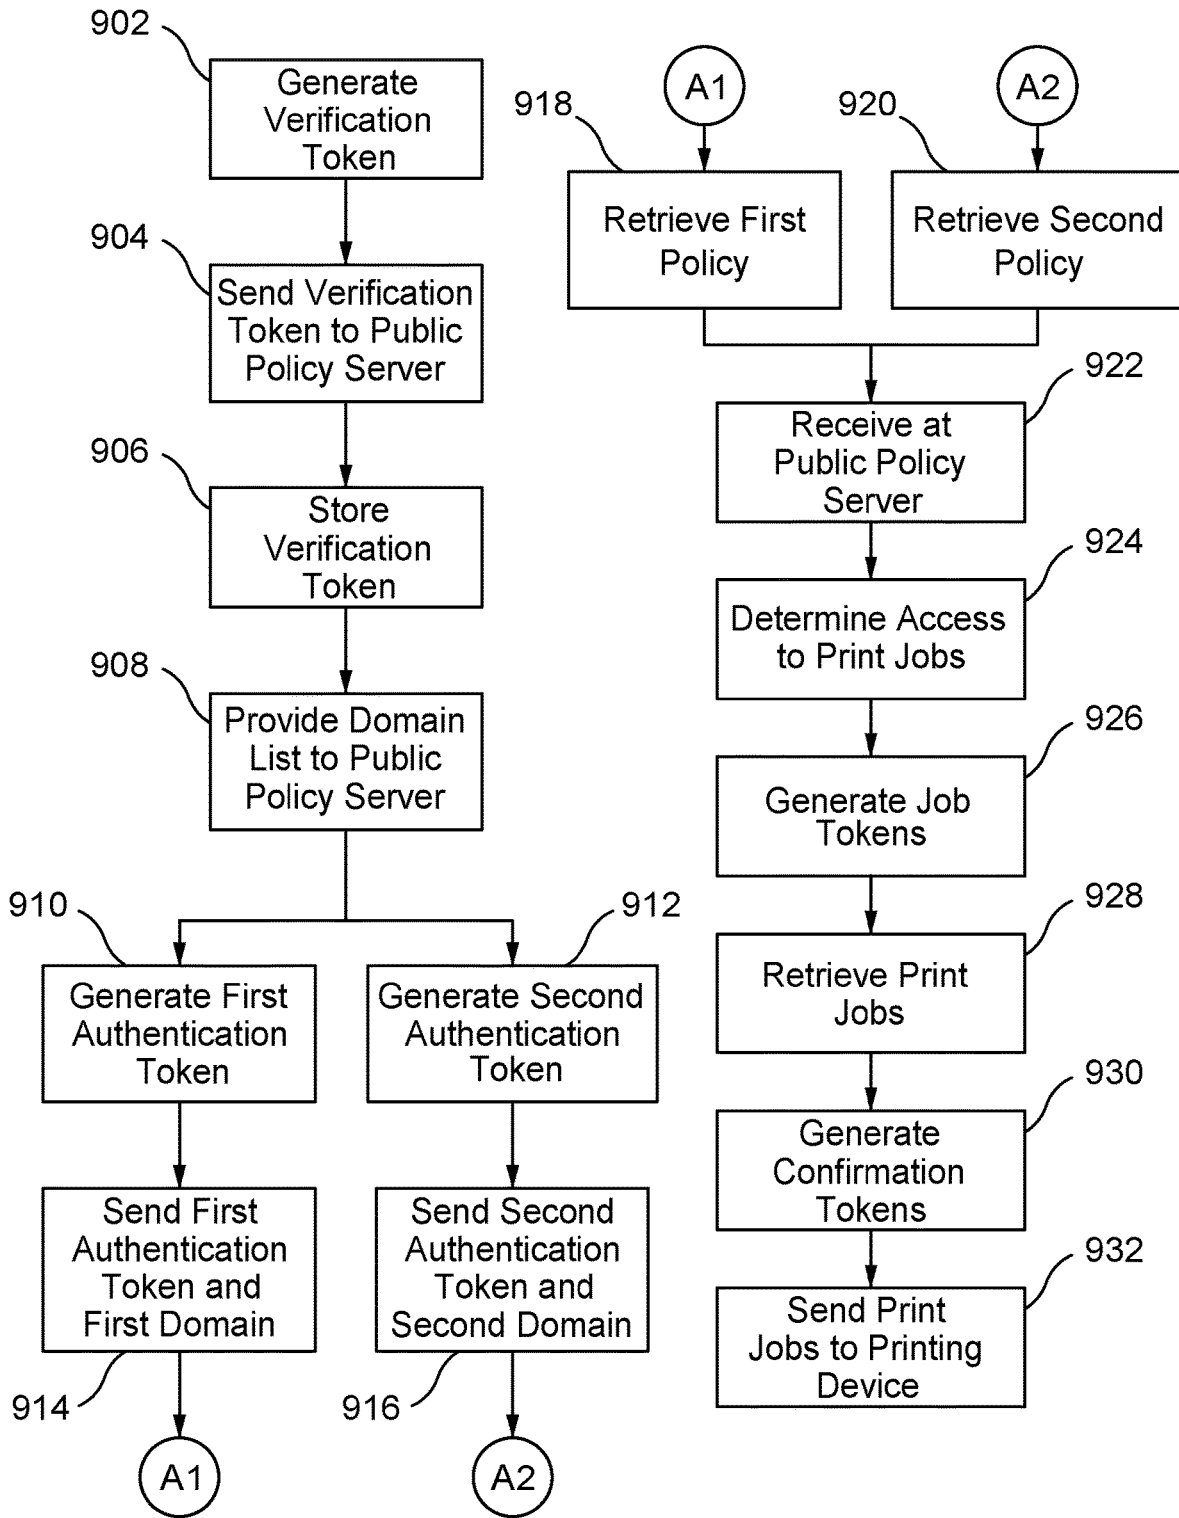 902
Generate
Verification
Token
904
Send Verification
Token to Public
Policy Server
906
Store
Verification
Token
908
Provide Domain
List to Public
Policy Server
910
Generate First
Authentication
Token
912
Generate Second
Authentication
Token
Send First
Authentication
Token and
First Domain
914
Send Second
Authentication
Token and
Second Domain
916
A1
A2
A1
918
Retrieve First
Policy
A2
920
Retrieve Second
Policy
922
Receive at
Public Policy
Server
924
Determine Access
to Print Jobs
926
Generate Job
Tokens
928
Retrieve Print
Jobs
930
Generate
Confirmation
Tokens
932
Send Print
Jobs to Printing
Device